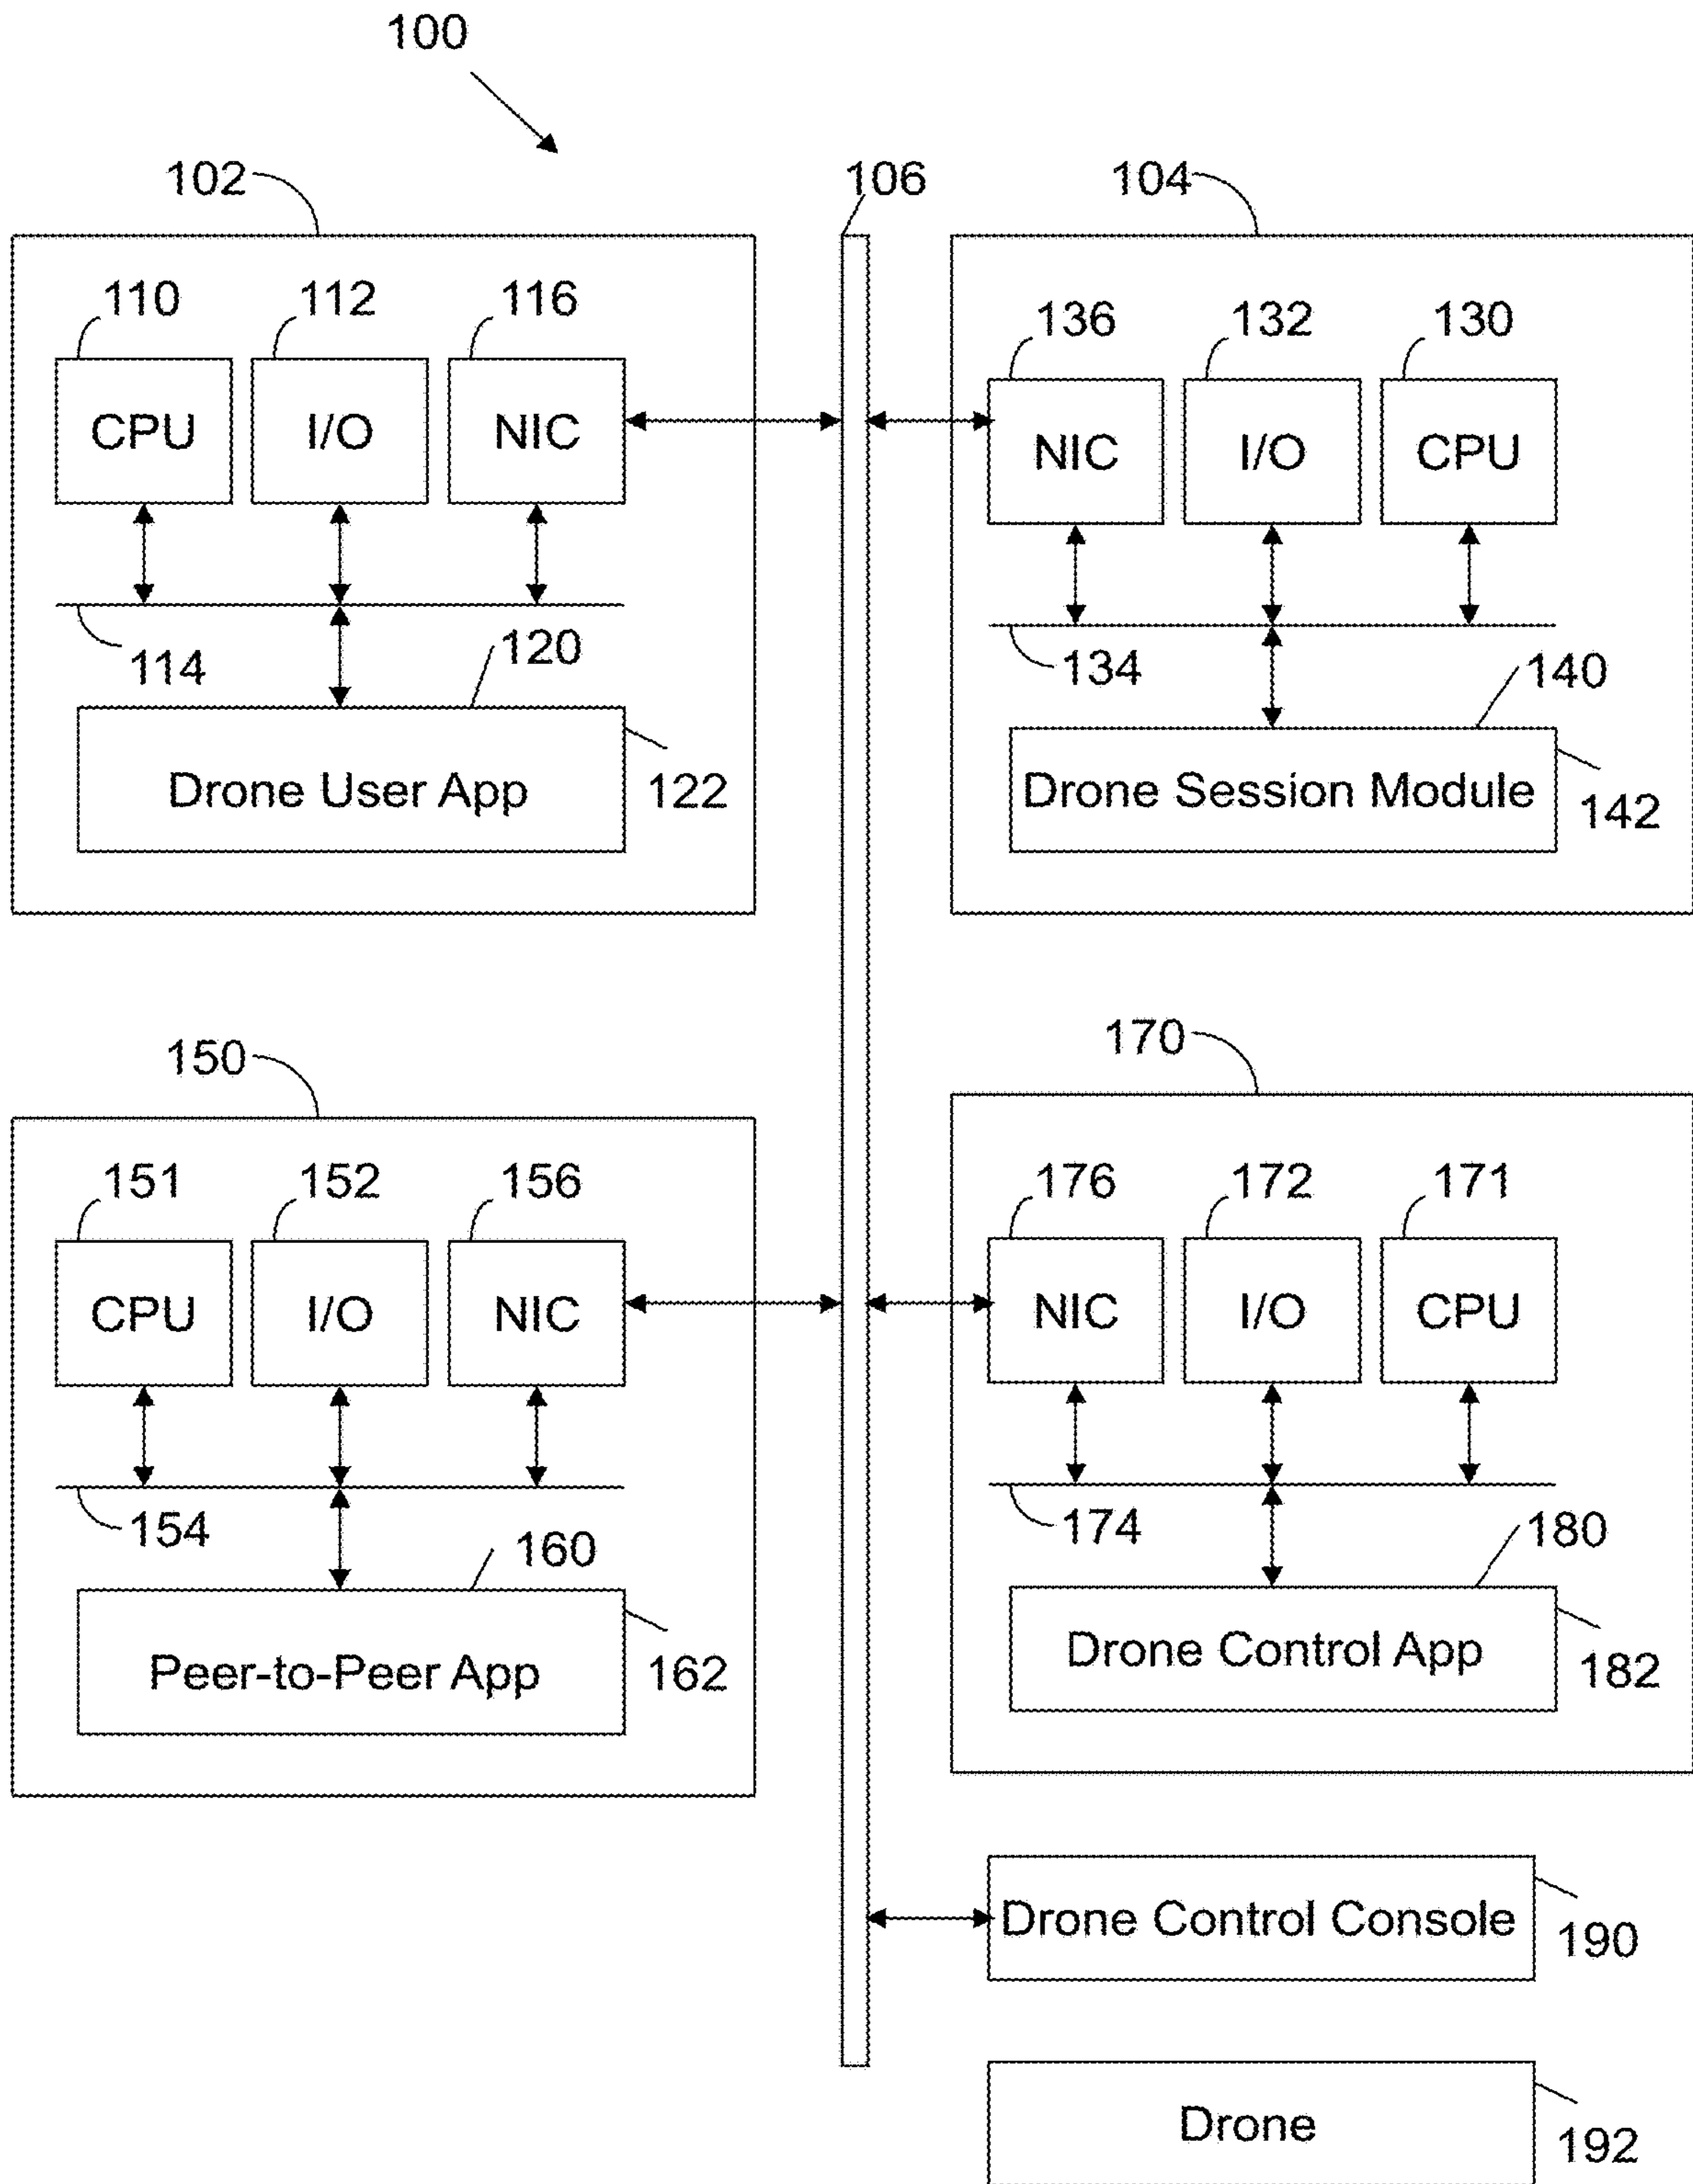 100
102
106
104
110
112
116
136
132
130
CPU
I/O
NIC
NIC
I/O
CPU
114
120
134
140
Drone User App
122
Drone Session Module
142
150
170
151
152
156
176
172
171
CPU
I/O
NIC
NIC
I/O
CPU
154
160
174
180
Peer-to-Peer App
162
Drone Control App
182
Drone Control Console
190
Drone
192